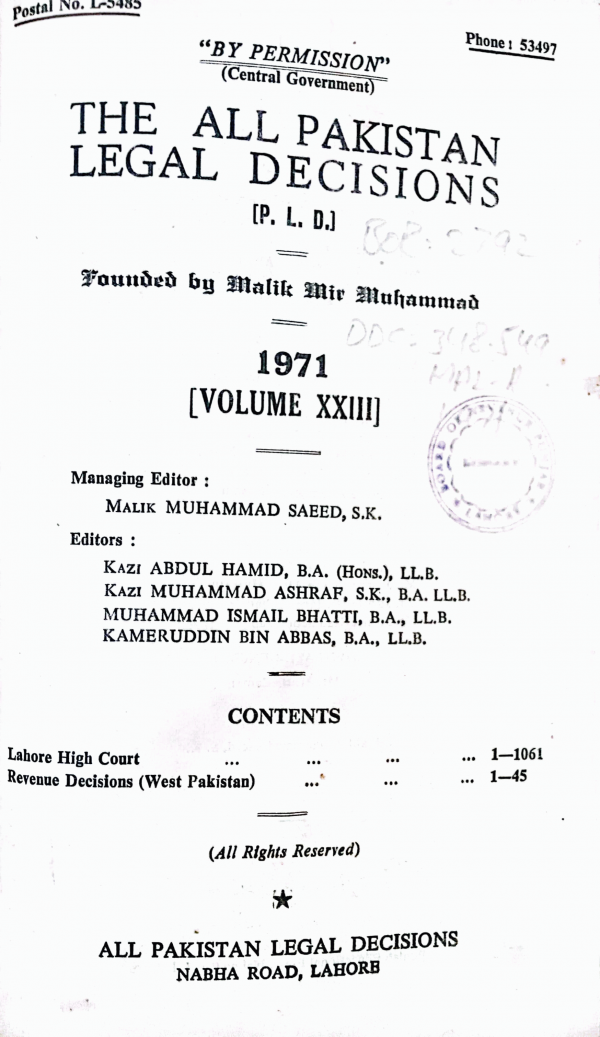 Postal No. L-5485
Phone: 53497
"BY PERMISSION"
(Central Government)
THE ALL PAKISTAN
LEGAL DECISIONS
[P. L. D.]
Founded by Malik Mir Muhammad
DDC- 348.549
1971
[VOLUME XXIII]
Managing Editor :
MALIK MUHAMMAD SAEED, S.K.
Editors :
KAZI ABDUL HAMID, B.A. (HONS.), LL.B.
KAZI MUHAMMAD ASHRAF, S.K., B.A. LL.B.
MUHAMMAD ISMAIL BHATTI, B.A., LL.B.
KAMERUDDIN BIN ABBAS, B.A., LL.B.
CONTENTS
Lahore High Court ... ... ... ... 1—1061
Revenue Decisions (West Pakistan) ... ... ... 1—45
(All Rights Reserved)
ALL PAKISTAN LEGAL DECISIONS
NABHA ROAD, LAHORE